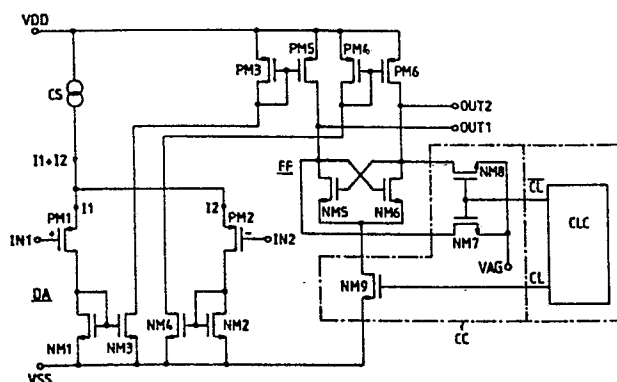 VDD
PM3
PM5
PM4
PM6
CS
OUT2
OUT1
I1+I2
FF
NM8
CL
CLC
NM5
NM6
NM7
I1
I2
PM1
PM2
IN1
+
-
IN2
VAG
CL
DA
NM9
NM1
NM3
NM4
NM2
CC
VSS